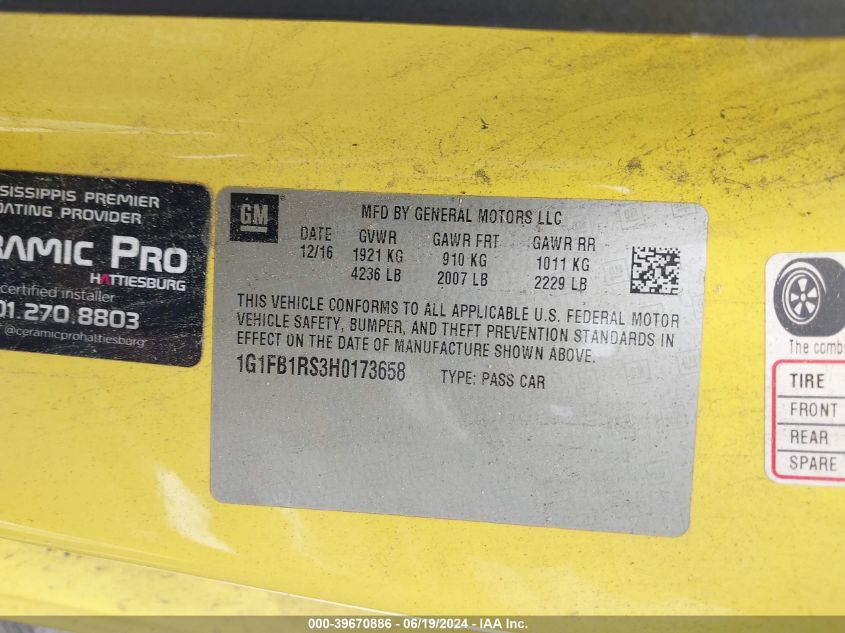 SSISSIPPIS PREMIER
OATING PROVIDER
RAMIC PRO
HATTIESBURG
certified installer
01.270.8803
@ceramicprohattiesburg
GM
MFD BY GENERAL MOTORS LLC
DATE GVWR GAWR FRT GAWR RR
12/16 1921 KG 910 KG 1011 KG
4236 LB 2007 LB 2229 LB
THIS VEHICLE CONFORMS TO ALL APPLICABLE U.S. FEDERAL MOTOR
VEHICLE SAFETY, BUMPER, AND THEFT PREVENTION STANDARDS IN
EFFECT ON THE DATE OF MANUFACTURE SHOWN ABOVE.
1G1FB1RS3H0173658 TYPE: PASS CAR
The comb
TIRE
FRONT
REAR
SPARE
000-39670886 - 06/19/2024 - IAA Inc.